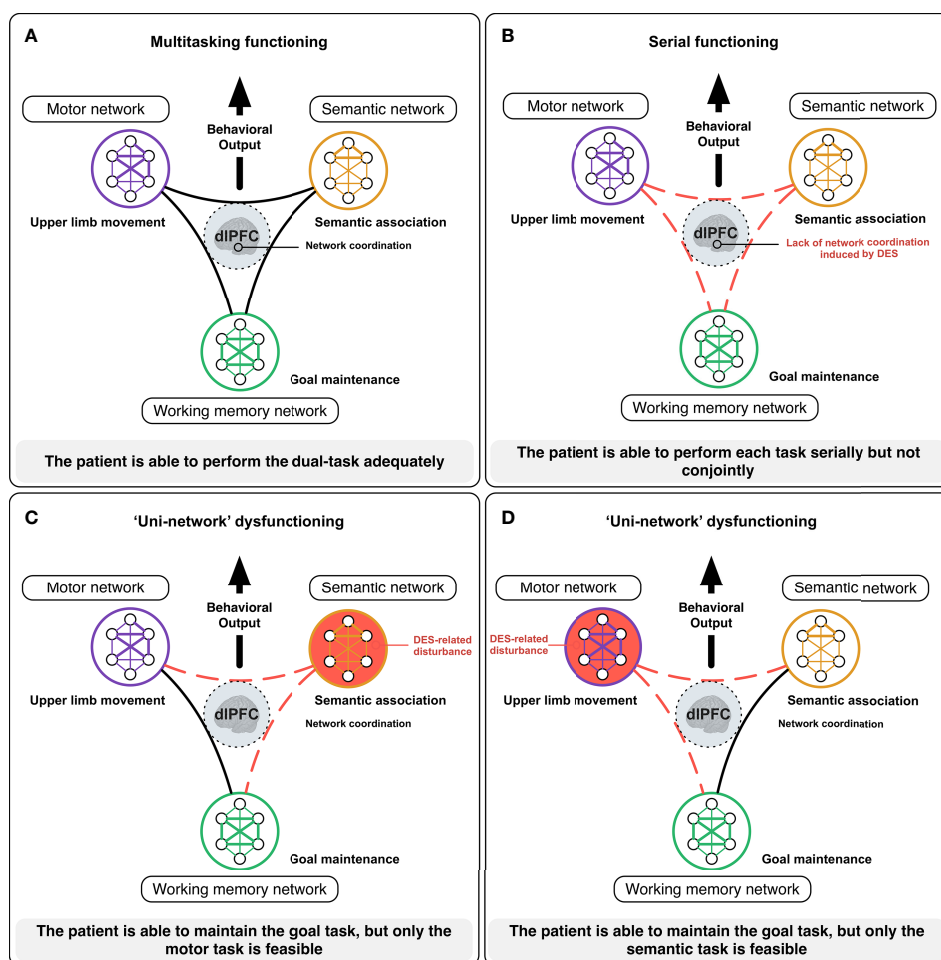 A
Multitasking functioning
Motor network
Semantic network
Behavioral
Output
Upper limb movement
Semantic association
dlPFC
Network coordination
Goal maintenance
Working memory network
The patient is able to perform the dual-task adequately
B
Serial functioning
Motor network
Semantic network
Behavioral
Output
Upper limb movement
Semantic association
dlPFC
Lack of network coordination
induced by DES
Goal maintenance
Working memory network
The patient is able to perform each task serially but not
conjointly
C
‘Uni-network’ dysfunctioning
Motor network
Semantic network
Behavioral
Output
DES-related
disturbance
Upper limb movement
Semantic association
dlPFC
Network coordination
Goal maintenance
Working memory network
The patient is able to maintain the goal task, but only the
motor task is feasible
D
‘Uni-network’ dysfunctioning
Motor network
Semantic network
Behavioral
Output
DES-related
disturbance
Upper limb movement
Semantic association
dlPFC
Network coordination
Goal maintenance
Working memory network
The patient is able to maintain the goal task, but only the
semantic task is feasible